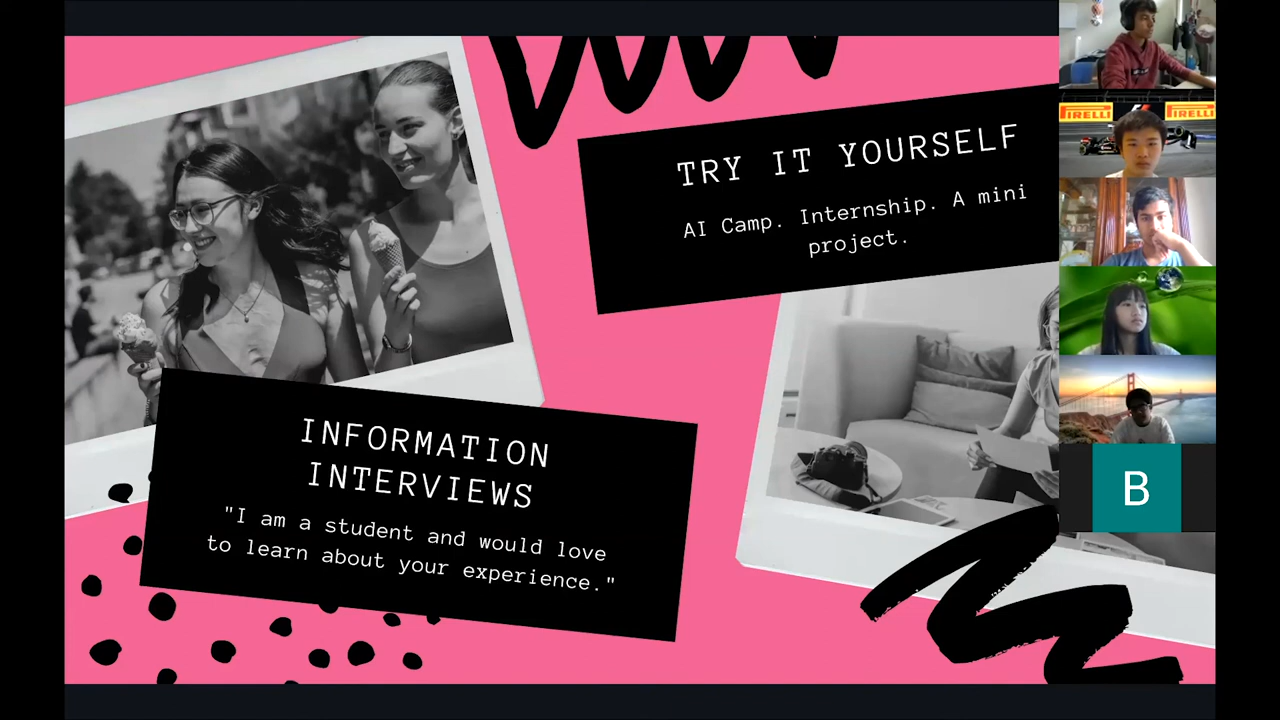 TRY IT YOURSELF
AI Camp. Internship. A mini
project.
INFORMATION
INTERVIEWS
"I am a student and would love
to learn about your experience."
PIRELLI
PIRELLI
B